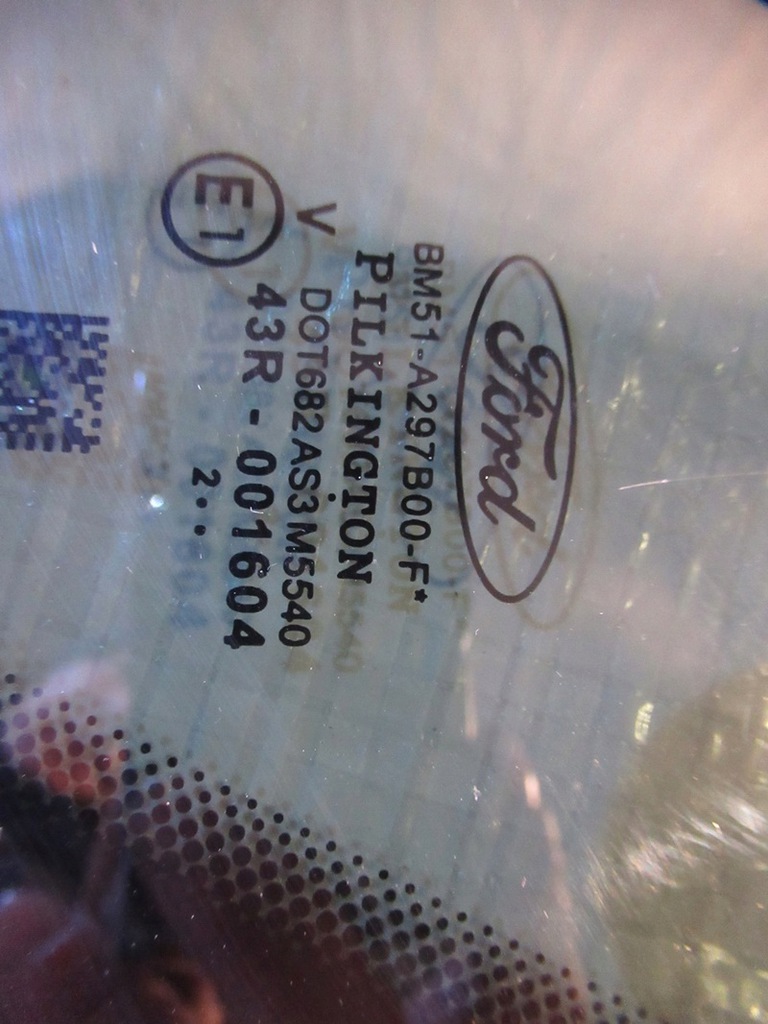 Ford
BM51-A297B00-F*
PILKINGTON
V
DOT682AS3M5540
E1
43R-001604
2··